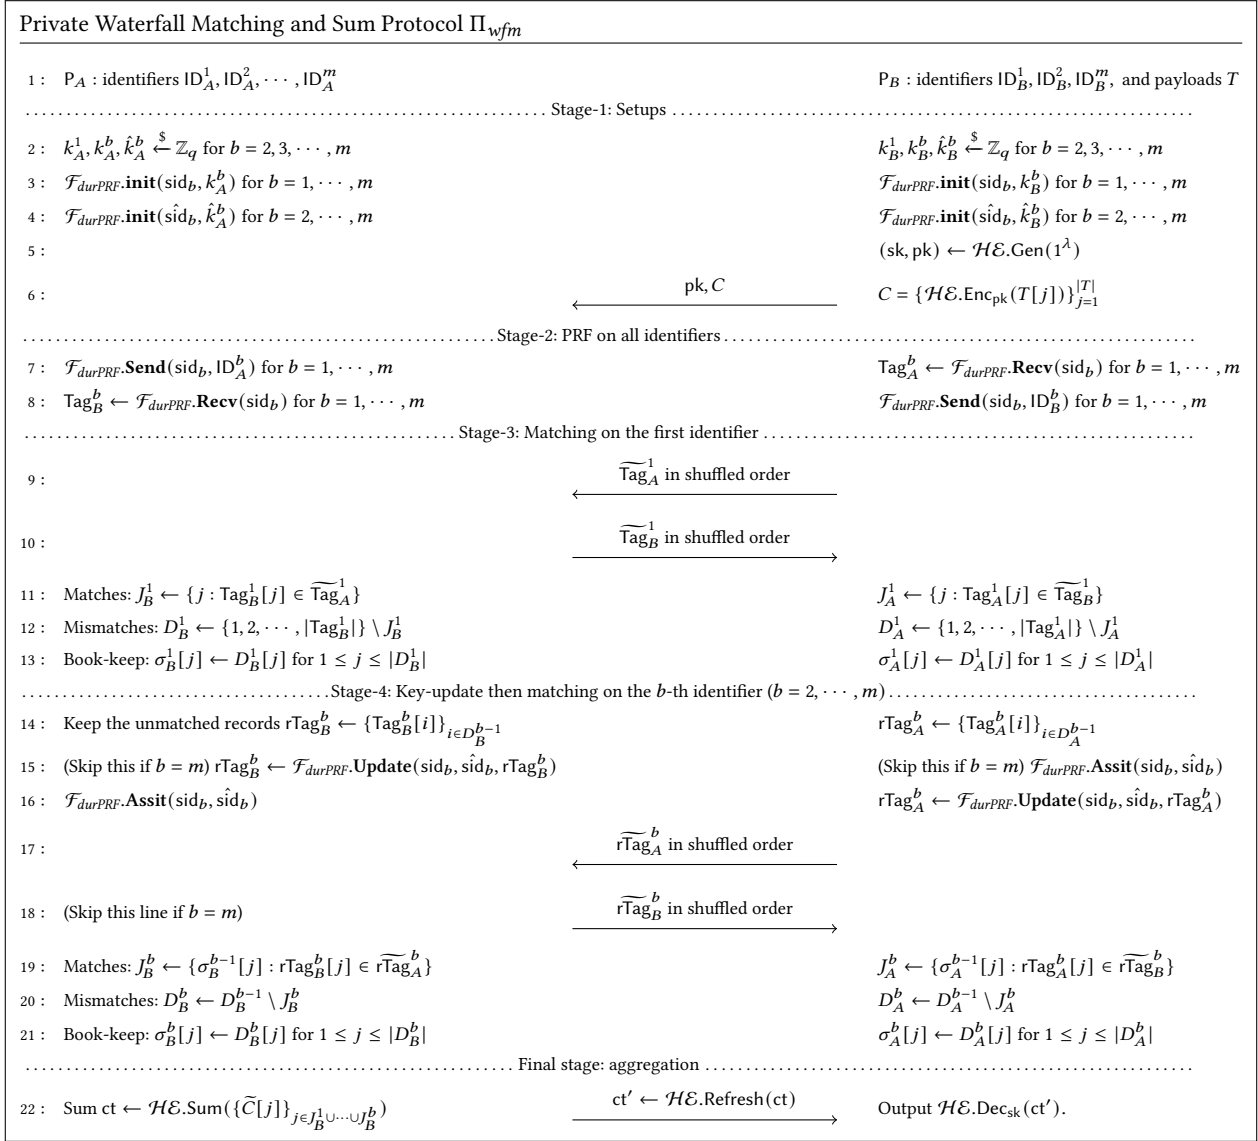 Private Waterfall Matching and Sum Protocol Π_wfm
1 : P_A : identifiers ID_A^1, ID_A^2, ⋯ , ID_A^m P_B : identifiers ID_B^1, ID_B^2, ID_B^m, and payloads T
Stage-1: Setups
2 : k_A^1, k_A^b, k̂_A^b ←$ ℤ_q for b = 2, 3, ⋯ , m k_B^1, k_B^b, k̂_B^b ←$ ℤ_q for b = 2, 3, ⋯ , m
3 : ℱ_durPRF.init(sid_b, k_A^b) for b = 1, ⋯ , m ℱ_durPRF.init(sid_b, k_B^b) for b = 1, ⋯ , m
4 : ℱ_durPRF.init(sîd_b, k̂_A^b) for b = 2, ⋯ , m ℱ_durPRF.init(sîd_b, k̂_B^b) for b = 2, ⋯ , m
5 : (sk, pk) ← ℋℰ.Gen(1^λ)
6 : pk, C C = {ℋℰ.Enc_pk(T[j])}_{j=1}^{|T|}
Stage-2: PRF on all identifiers
7 : ℱ_durPRF.Send(sid_b, ID_A^b) for b = 1, ⋯ , m Tag_A^b ← ℱ_durPRF.Recv(sid_b) for b = 1, ⋯ , m
8 : Tag_B^b ← ℱ_durPRF.Recv(sid_b) for b = 1, ⋯ , m ℱ_durPRF.Send(sid_b, ID_B^b) for b = 1, ⋯ , m
Stage-3: Matching on the first identifier
9 : T͠ag_A^1 in shuffled order
10 : T͠ag_B^1 in shuffled order
11 : Matches: J_B^1 ← {j : Tag_B^1[j] ∈ T͠ag_A^1} J_A^1 ← {j : Tag_A^1[j] ∈ T͠ag_B^1}
12 : Mismatches: D_B^1 ← {1, 2, ⋯ , |Tag_B^1|} \ J_B^1 D_A^1 ← {1, 2, ⋯ , |Tag_A^1|} \ J_A^1
13 : Book-keep: σ_B^1[j] ← D_B^1[j] for 1 ≤ j ≤ |D_B^1| σ_A^1[j] ← D_A^1[j] for 1 ≤ j ≤ |D_A^1|
Stage-4: Key-update then matching on the b-th identifier (b = 2, ⋯ , m)
14 : Keep the unmatched records rTag_B^b ← {Tag_B^b[i]}_{i∈D_B^{b−1}} rTag_A^b ← {Tag_A^b[i]}_{i∈D_A^{b−1}}
15 : (Skip this if b = m) rTag_B^b ← ℱ_durPRF.Update(sid_b, sîd_b, rTag_B^b) (Skip this if b = m) ℱ_durPRF.Assit(sid_b, sîd_b)
16 : ℱ_durPRF.Assit(sid_b, sîd_b) rTag_A^b ← ℱ_durPRF.Update(sid_b, sîd_b, rTag_A^b)
17 : rT͠ag_A^b in shuffled order
18 : (Skip this line if b = m) rT͠ag_B^b in shuffled order
19 : Matches: J_B^b ← {σ_B^{b−1}[j] : rTag_B^b[j] ∈ rT͠ag_A^b} J_A^b ← {σ_A^{b−1}[j] : rTag_A^b[j] ∈ rT͠ag_B^b}
20 : Mismatches: D_B^b ← D_B^{b−1} \ J_B^b D_A^b ← D_A^{b−1} \ J_A^b
21 : Book-keep: σ_B^b[j] ← D_B^b[j] for 1 ≤ j ≤ |D_B^b| σ_A^b[j] ← D_A^b[j] for 1 ≤ j ≤ |D_A^b|
Final stage: aggregation
22 : Sum ct ← ℋℰ.Sum({C̃[j]}_{j∈J_B^1∪⋯∪J_B^b}) ct′ ← ℋℰ.Refresh(ct) Output ℋℰ.Dec_sk(ct′).